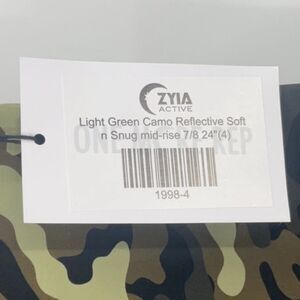 ZYIA
ACTIVE
Light Green Camo Reflective Soft
n Snug mid-rise 7/8 24"(4)
1998-4